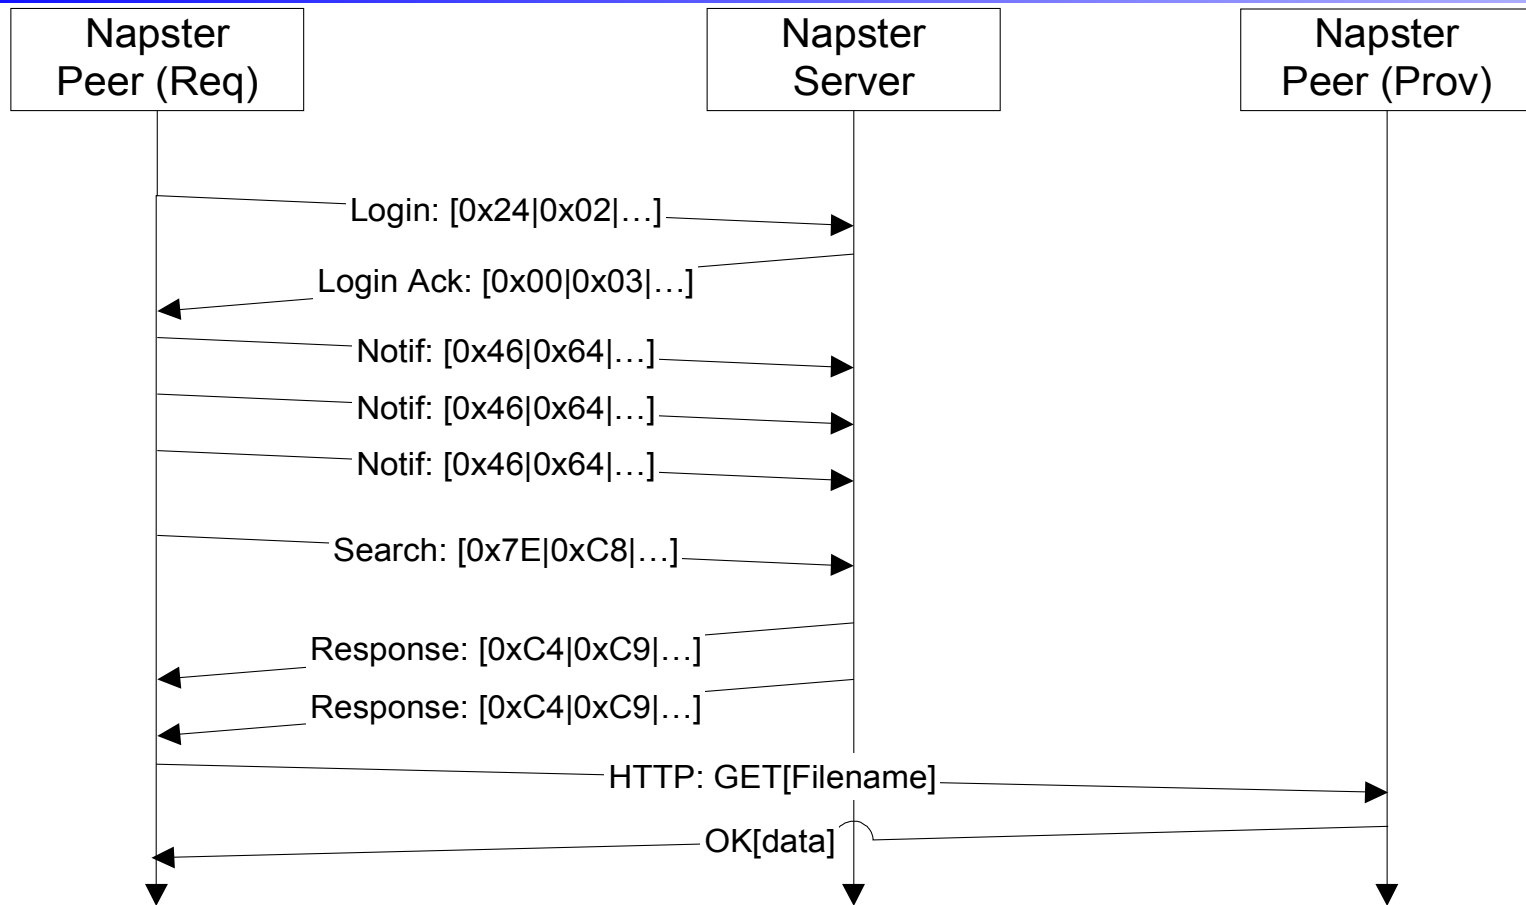 Napster
Peer (Req)
Napster
Server
Napster
Peer (Prov)
Login: [0x24|0x02|…]
Login Ack: [0x00|0x03|…]
Notif: [0x46|0x64|…]
Notif: [0x46|0x64|…]
Notif: [0x46|0x64|…]
Search: [0x7E|0xC8|…]
Response: [0xC4|0xC9|…]
Response: [0xC4|0xC9|…]
HTTP: GET[Filename]
OK[data]